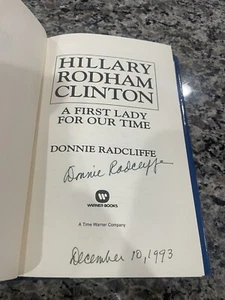 HILLARY
RODHAM
CLINTON
A FIRST LADY
FOR OUR TIME
DONNIE RADCLIFFE
Donnie Radcliffe
W
WARNER BOOKS
A Time Warner Company
December 10, 1993